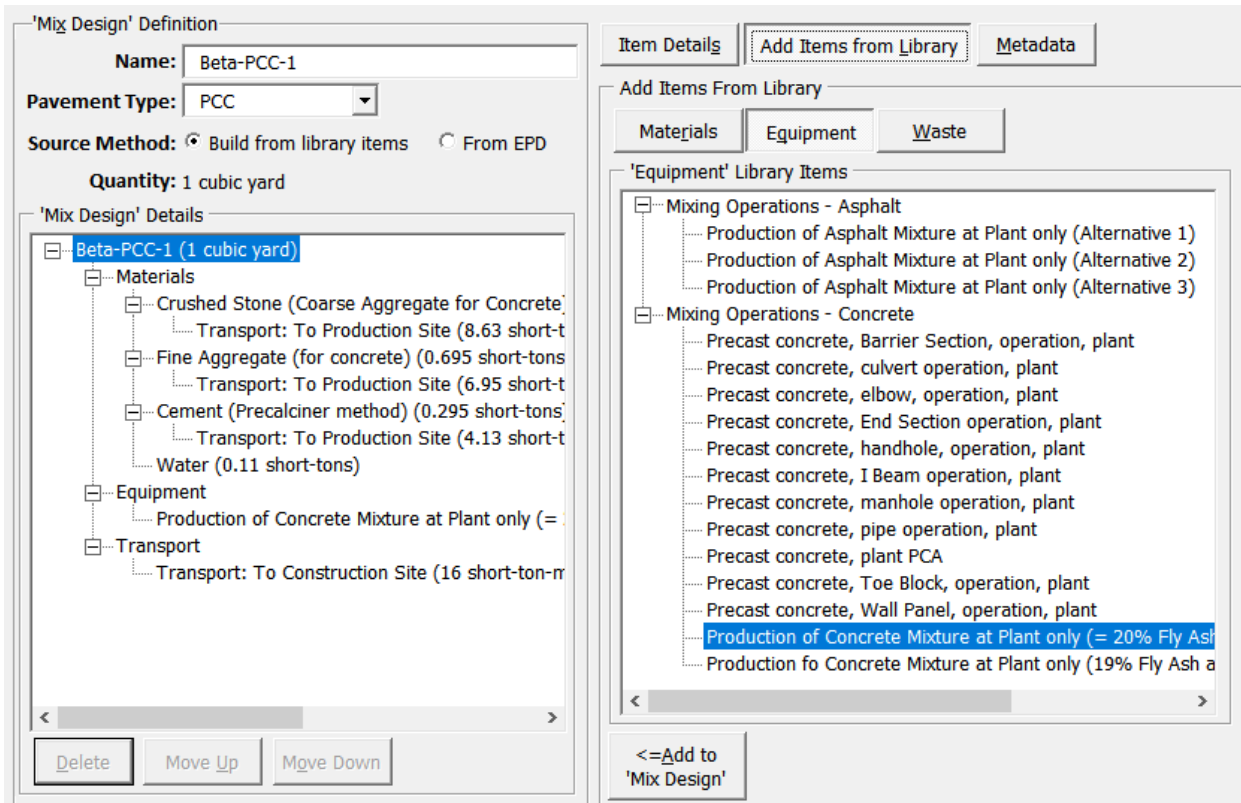 'Mix Design' Definition
Name: Beta-PCC-1
Pavement Type: PCC
Source Method: Build from library items From EPD
Quantity: 1 cubic yard
'Mix Design' Details
Beta-PCC-1 (1 cubic yard)
Materials
Crushed Stone (Coarse Aggregate for Concrete)
Transport: To Production Site (8.63 short-t
Fine Aggregate (for concrete) (0.695 short-tons
Transport: To Production Site (6.95 short-t
Cement (Precalciner method) (0.295 short-tons)
Transport: To Production Site (4.13 short-t
Water (0.11 short-tons)
Equipment
Production of Concrete Mixture at Plant only (=
Transport
Transport: To Construction Site (16 short-ton-m
Delete Move Up Move Down
Item Details Add Items from Library Metadata
Add Items From Library
Materials Equipment Waste
'Equipment' Library Items
Mixing Operations - Asphalt
Production of Asphalt Mixture at Plant only (Alternative 1)
Production of Asphalt Mixture at Plant only (Alternative 2)
Production of Asphalt Mixture at Plant only (Alternative 3)
Mixing Operations - Concrete
Precast concrete, Barrier Section, operation, plant
Precast concrete, culvert operation, plant
Precast concrete, elbow, operation, plant
Precast concrete, End Section operation, plant
Precast concrete, handhole, operation, plant
Precast concrete, I Beam operation, plant
Precast concrete, manhole operation, plant
Precast concrete, pipe operation, plant
Precast concrete, plant PCA
Precast concrete, Toe Block, operation, plant
Precast concrete, Wall Panel, operation, plant
Production of Concrete Mixture at Plant only (= 20% Fly Ash
Production fo Concrete Mixture at Plant only (19% Fly Ash a
<=Add to
'Mix Design'